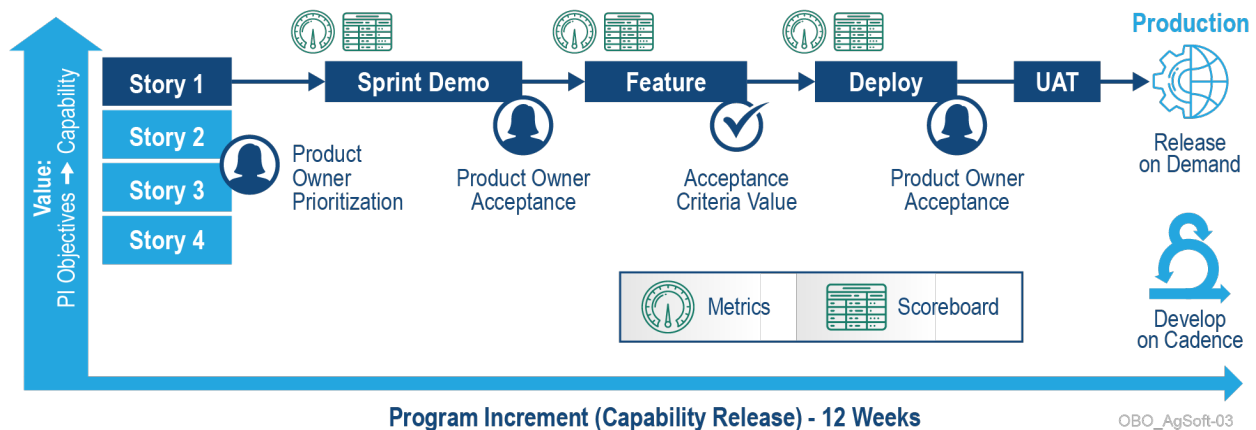 Value:
PI Objectives → Capability
Story 1
Story 2
Story 3
Story 4
Product
Owner
Prioritization
Sprint Demo
Product Owner
Acceptance
Feature
Acceptance
Criteria Value
Deploy
Product Owner
Acceptance
UAT
Production
Release
on Demand
Metrics
Scoreboard
Develop
on Cadence
Program Increment (Capability Release) - 12 Weeks
OBO_AgSoft-03